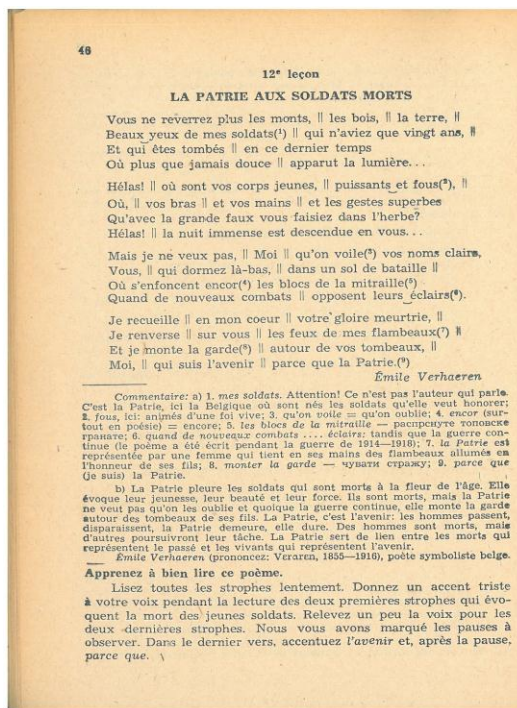 46
12e leçon
LA PATRIE AUX SOLDATS MORTS
Vous ne reverrez plus les monts, || les bois, || la terre, ||
Beaux yeux de mes soldats(¹) || qui n'aviez que vingt ans, ||
Et qui êtes tombés || en ce dernier temps
Où plus que jamais douce || apparut la lumière...
Hélas! || où sont vos corps jeunes, || puissants et fous(²), ||
Où, || vos bras || et vos mains || et les gestes superbes
Qu'avec la grande faux vous faisiez dans l'herbe?
Hélas! || la nuit immense est descendue en vous...
Mais je ne veux pas, || Moi || qu'on voile(³) vos noms clairs,
Vous, || qui dormez là-bas, || dans un sol de bataille ||
Où s'enfoncent encor(⁴) les blocs de la mitraille(⁵)
Quand de nouveaux combats || opposent leurs éclairs(⁶).
Je recueille || en mon coeur || votre gloire meurtrie, ||
Je renverse || sur vous || les feux de mes flambeaux(⁷) ||
Et je monte la garde(⁸) || autour de vos tombeaux, ||
Moi, || qui suis l'avenir || parce que la Patrie.(⁹)
Émile Verhaeren
Commentaire: a) 1. mes soldats. Attention! Ce n'est pas l'auteur qui parle.
C'est la Patrie, ici la Belgique où sont nés les soldats qu'elle veut honorer;
2. fous, ici: animés d'une foi vive; 3. qu'on voile = qu'on oublie; 4. encor (sur-
tout en poésie) = encore; 5. les blocs de la mitraille — распрснуте топовске
гранате; 6. quand de nouveaux combats .... éclairs: tandis que la guerre con-
tinue (le poème a été écrit pendant la guerre de 1914—1918); 7. la Patrie est
représentée par une femme qui tient en ses mains des flambeaux allumés en
l'honneur de ses fils; 8. monter la garde — чувати стражу; 9. parce que
(je suis) la Patrie.
b) La Patrie pleure les soldats qui sont morts à la fleur de l'âge. Elle
évoque leur jeunesse, leur beauté et leur force. Ils sont morts, mais la Patrie
ne veut pas qu'on les oublie et quoique la guerre continue, elle monte la garde
autour des tombeaux de ses fils. La Patrie, c'est l'avenir: les hommes passent,
disparaissent, la Patrie demeure, elle dure. Des hommes sont morts, mais
d'autres poursuivront leur tâche. La Patrie sert de lien entre les morts qui
représentent le passé et les vivants qui représentent l'avenir.
Émile Verhaeren (prononcez: Veraren, 1855—1916), poète symboliste belge.
Apprenez à bien lire ce poème.
Lisez toutes les strophes lentement. Donnez un accent triste
à votre voix pendant la lecture des deux premières strophes qui évo-
quent la mort des jeunes soldats. Relevez un peu la voix pour les
deux dernières strophes. Nous vous avons marqué les pauses à
observer. Dans le dernier vers, accentuez l'avenir et, après la pause,
parce que.